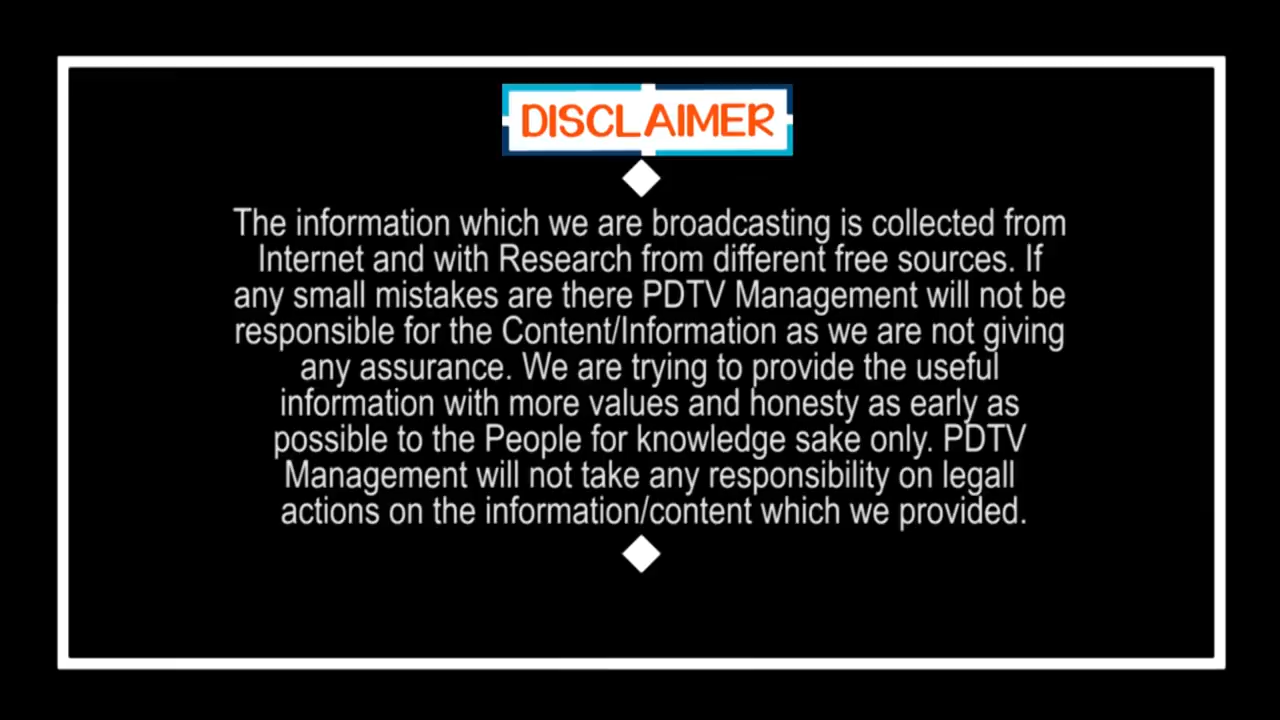 DISCLAIMER
The information which we are broadcasting is collected from
Internet and with Research from different free sources. If
any small mistakes are there PDTV Management will not be
responsible for the Content/Information as we are not giving
any assurance. We are trying to provide the useful
information with more values and honesty as early as
possible to the People for knowledge sake only. PDTV
Management will not take any responsibility on legall
actions on the information/content which we provided.